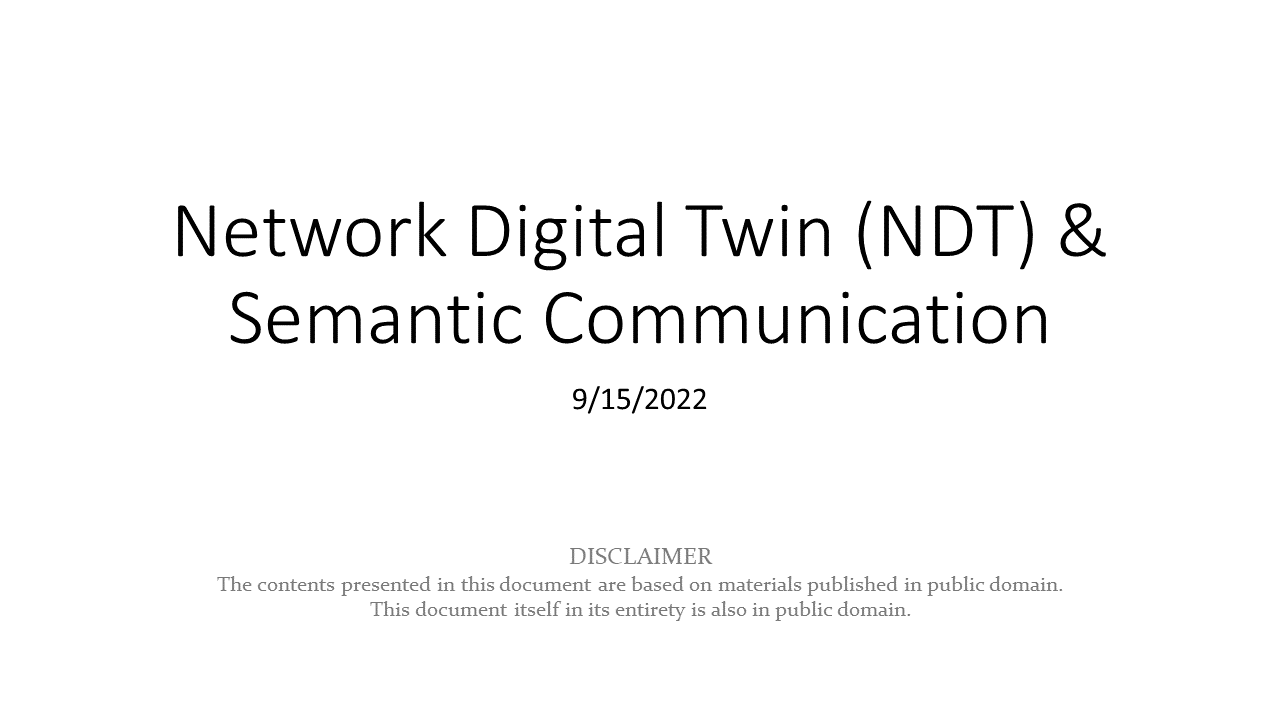 Network Digital Twin (NDT) &
Semantic Communication
9/15/2022
DISCLAIMER
The contents presented in this document are based on materials published in public domain.
This document itself in its entirety is also in public domain.